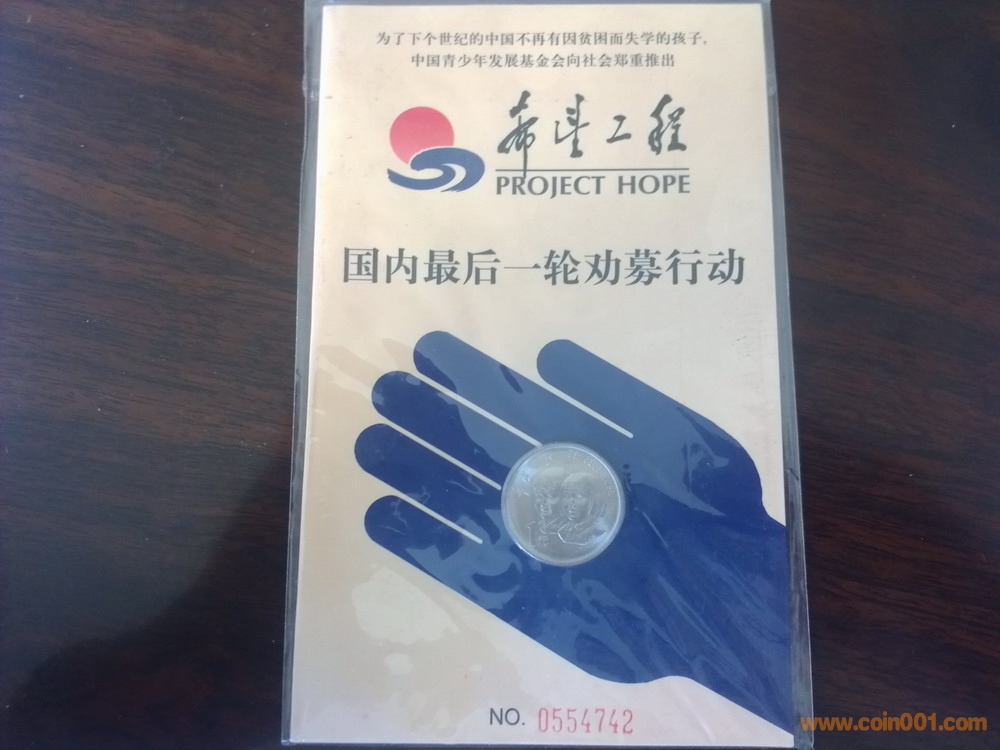 为了下个世纪的中国不再有因贫困而失学的孩子,
中国青少年发展基金会向社会郑重推出
希望工程
PROJECT HOPE
国内最后一轮劝募行动
NO. 0554742
www.coin001.com